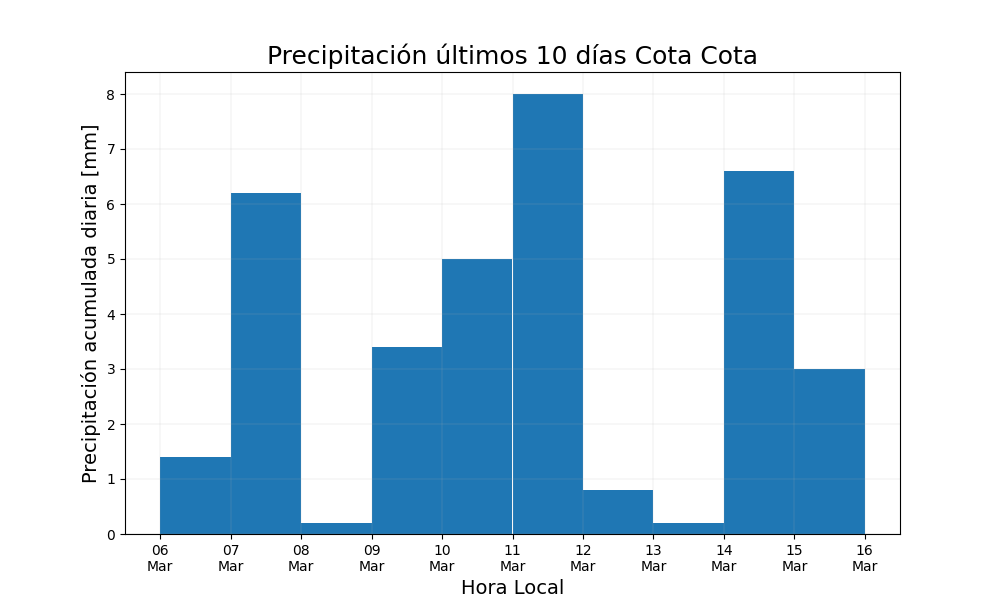 Precipitación últimos 10 días Cota Cota
Precipitación acumulada diaria [mm]
8
7
6
5
4
3
2
1
0
06 07 08 09 10 11 12 13 14 15 16
Mar Mar Mar Mar Mar Mar Mar Mar Mar Mar Mar
Hora Local